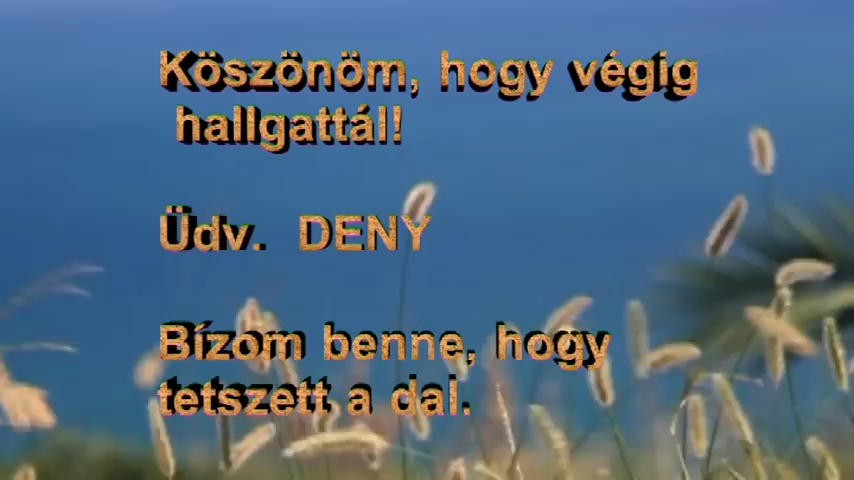 Köszönöm, hogy végig
hallgattál!
Üdv. DENY
Bízom benne, hogy
tetszett a dal.